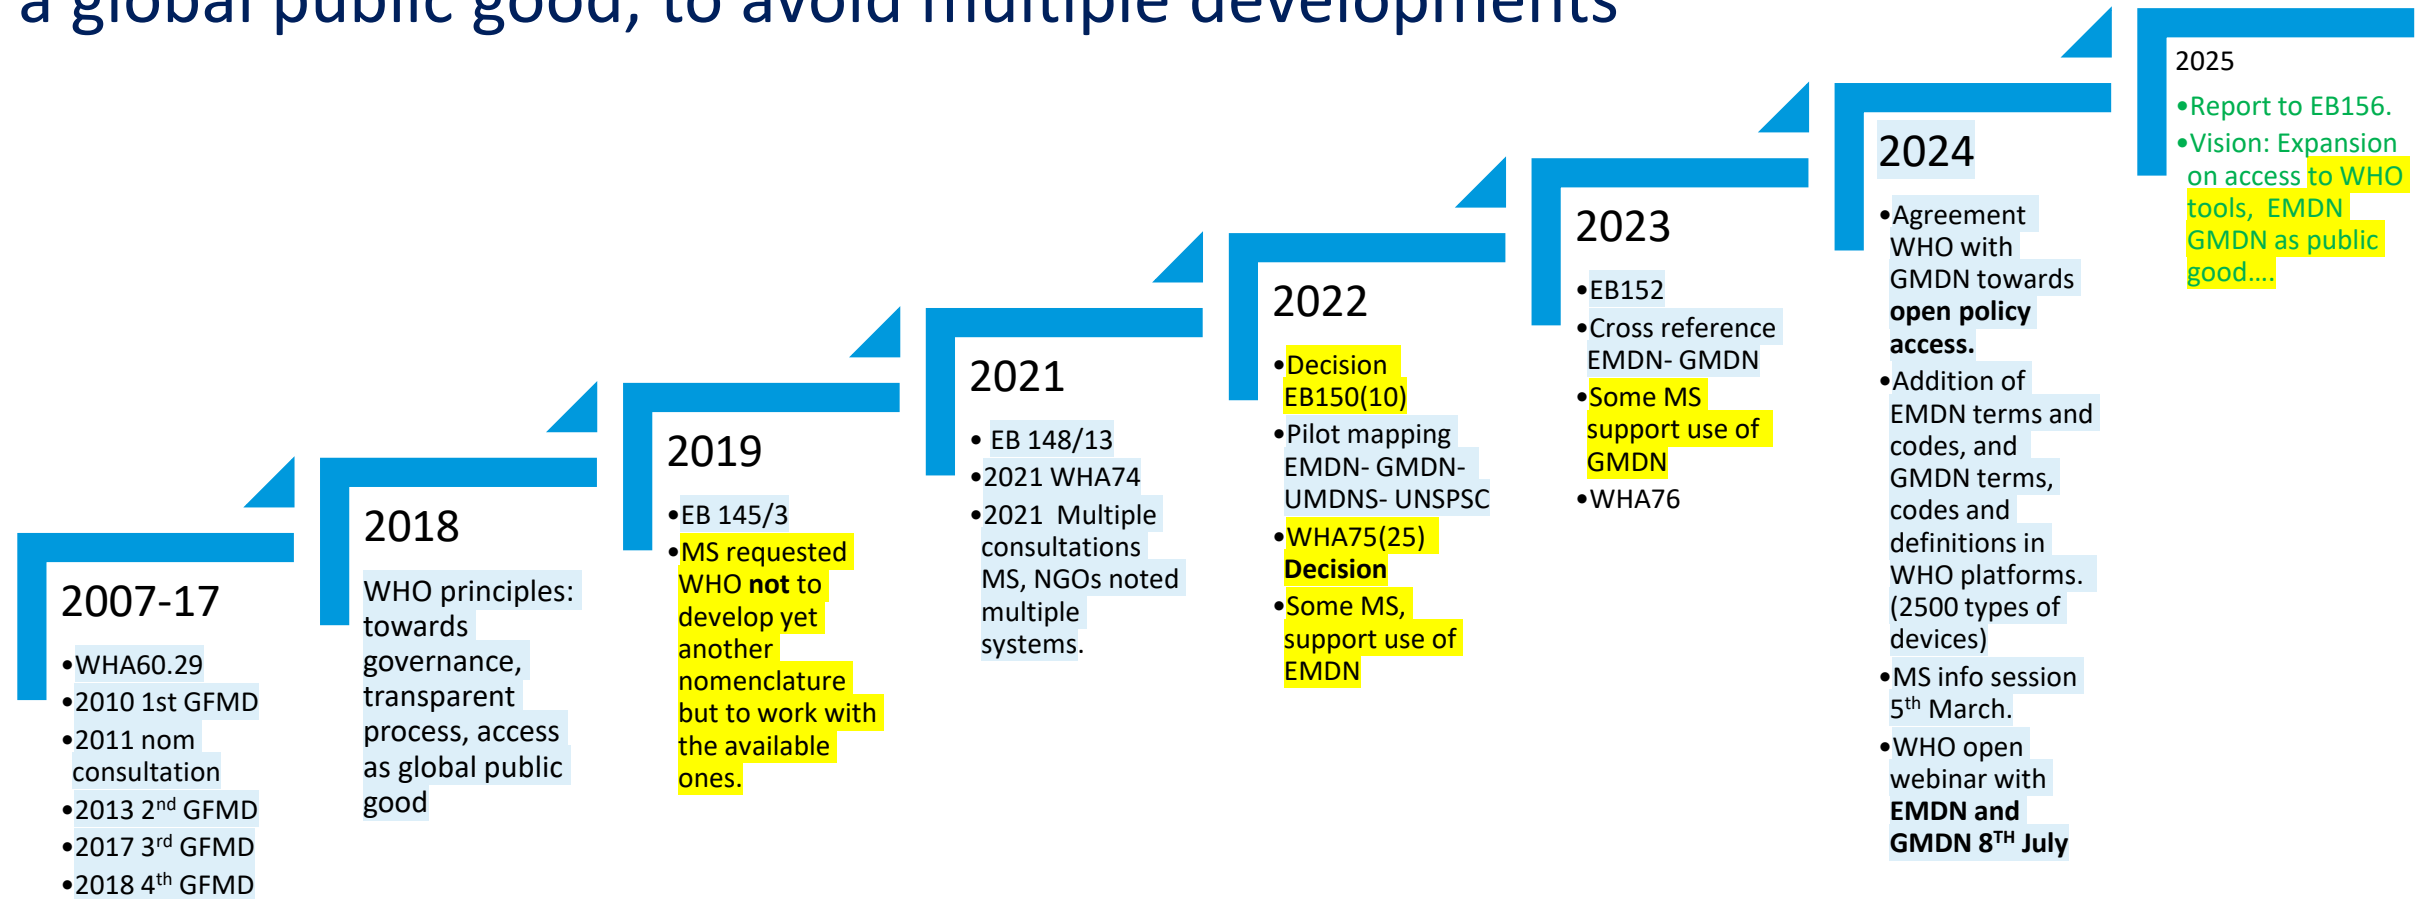 a global public good, to avoid multiple developments
2007-17
•WHA60.29
•2010 1st GFMD
•2011 nom
consultation
•2013 2nd GFMD
•2017 3rd GFMD
•2018 4th GFMD
2018
WHO principles:
towards
governance,
transparent
process, access
as global public
good
2019
•EB 145/3
•MS requested
WHO not to
develop yet
another
nomenclature
but to work with
the available
ones.
2021
• EB 148/13
•2021 WHA74
•2021 Multiple
consultations
MS, NGOs noted
multiple
systems.
2022
•Decision
EB150(10)
•Pilot mapping
EMDN- GMDN-
UMDNS- UNSPSC
•WHA75(25)
Decision
•Some MS,
support use of
EMDN
2023
•EB152
•Cross reference
EMDN- GMDN
•Some MS
support use of
GMDN
•WHA76
2024
•Agreement
WHO with
GMDN towards
open policy
access.
•Addition of
EMDN terms and
codes, and
GMDN terms,
codes and
definitions in
WHO platforms.
(2500 types of
devices)
•MS info session
5th March.
•WHO open
webinar with
EMDN and
GMDN 8TH July
2025
•Report to EB156.
•Vision: Expansion
on access to WHO
tools, EMDN
GMDN as public
good....